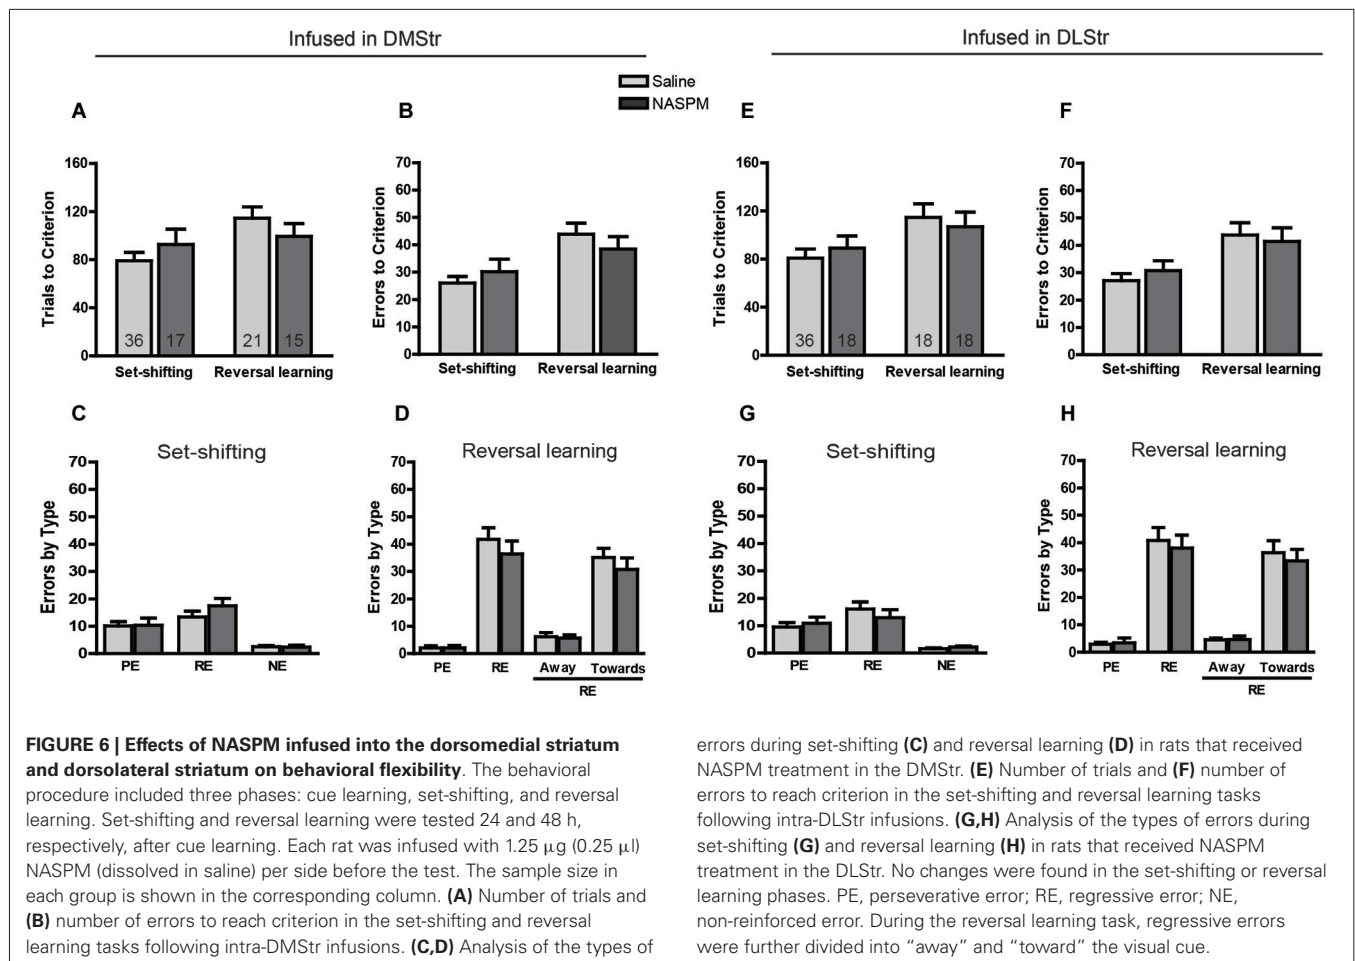 Infused in DMStr
Infused in DLStr
Saline
NASPM
A
160
120
80
40
0
Trials to Criterion
36
17
21
15
Set-shifting
Reversal learning
B
70
60
50
40
30
20
10
0
Errors to Criterion
Set-shifting
Reversal learning
E
160
120
80
40
0
Trials to Criterion
36
18
18
18
Set-shifting
Reversal learning
F
70
60
50
40
30
20
10
0
Errors to Criterion
Set-shifting
Reversal learning
C
Set-shifting
70
60
50
40
30
20
10
0
Errors by Type
PE
RE
NE
D
Reversal learning
70
60
50
40
30
20
10
0
Errors by Type
PE
RE
Away
Towards
RE
G
Set-shifting
70
60
50
40
30
20
10
0
Errors by Type
PE
RE
NE
H
Reversal learning
70
60
50
40
30
20
10
0
Errors by Type
PE
RE
Away
Towards
RE
FIGURE 6 | Effects of NASPM infused into the dorsomedial striatum
and dorsolateral striatum on behavioral flexibility. The behavioral
procedure included three phases: cue learning, set-shifting, and reversal
learning. Set-shifting and reversal learning were tested 24 and 48 h,
respectively, after cue learning. Each rat was infused with 1.25 μg (0.25 μl)
NASPM (dissolved in saline) per side before the test. The sample size in
each group is shown in the corresponding column. (A) Number of trials and
(B) number of errors to reach criterion in the set-shifting and reversal
learning tasks following intra-DMStr infusions. (C,D) Analysis of the types of
errors during set-shifting (C) and reversal learning (D) in rats that received
NASPM treatment in the DMStr. (E) Number of trials and (F) number of
errors to reach criterion in the set-shifting and reversal learning tasks
following intra-DLStr infusions. (G,H) Analysis of the types of errors during
set-shifting (G) and reversal learning (H) in rats that received NASPM
treatment in the DLStr. No changes were found in the set-shifting or reversal
learning phases. PE, perseverative error; RE, regressive error; NE,
non-reinforced error. During the reversal learning task, regressive errors
were further divided into “away” and “toward” the visual cue.